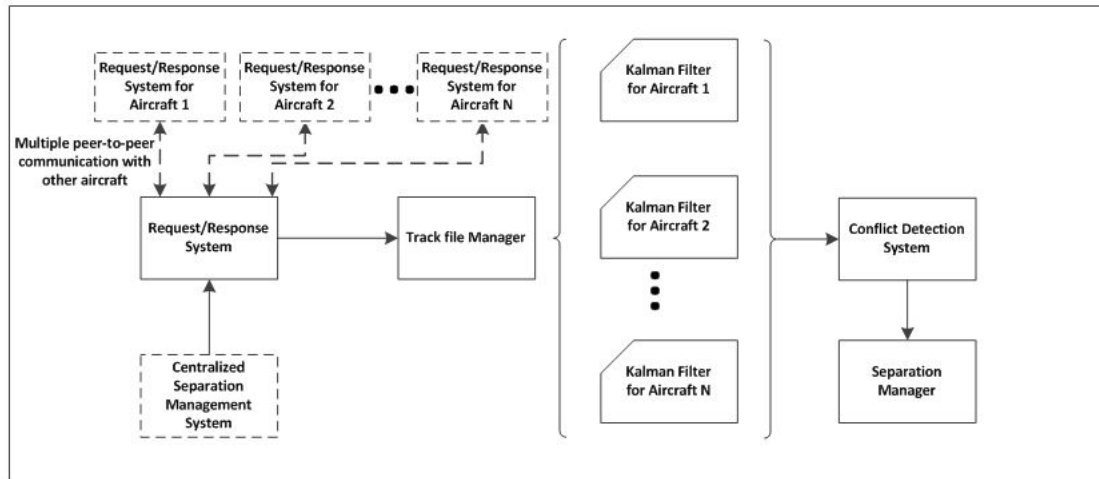 Request/Response
System for
Aircraft 1
Request/Response
System for
Aircraft 2
Request/Response
System for
Aircraft N
Multiple peer-to-peer
communication with
other aircraft
Request/Response
System
Centralized
Separation
Management
System
Track file Manager
Kalman Filter
for Aircraft 1
Kalman Filter
for Aircraft 2
Kalman Filter
for Aircraft N
Conflict Detection
System
Separation
Manager